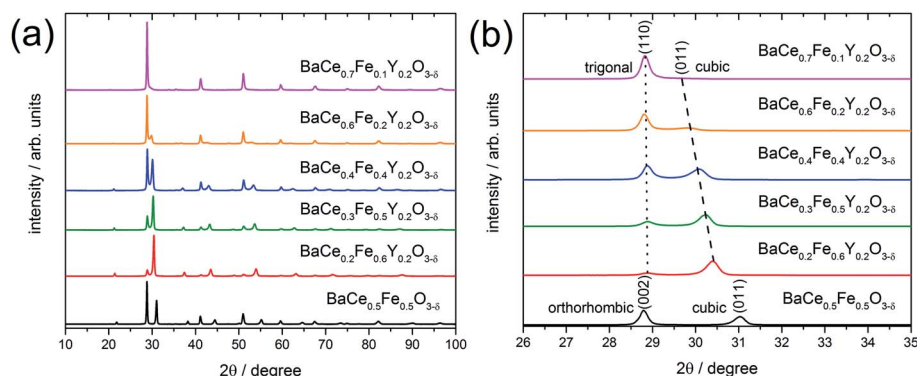 (a)
intensity / arb. units
BaCe0.7Fe0.1Y0.2O3-δ
BaCe0.6Fe0.2Y0.2O3-δ
BaCe0.4Fe0.4Y0.2O3-δ
BaCe0.3Fe0.5Y0.2O3-δ
BaCe0.2Fe0.6Y0.2O3-δ
BaCe0.5Fe0.5O3-δ
10 20 30 40 50 60 70 80 90 100
2θ / degree
(b)
intensity / arb. units
(110)
(011)
trigonal cubic
BaCe0.7Fe0.1Y0.2O3-δ
BaCe0.6Fe0.2Y0.2O3-δ
BaCe0.4Fe0.4Y0.2O3-δ
BaCe0.3Fe0.5Y0.2O3-δ
BaCe0.2Fe0.6Y0.2O3-δ
(002)
(011)
orthorhombic cubic
BaCe0.5Fe0.5O3-δ
26 27 28 29 30 31 32 33 34 35
2θ / degree